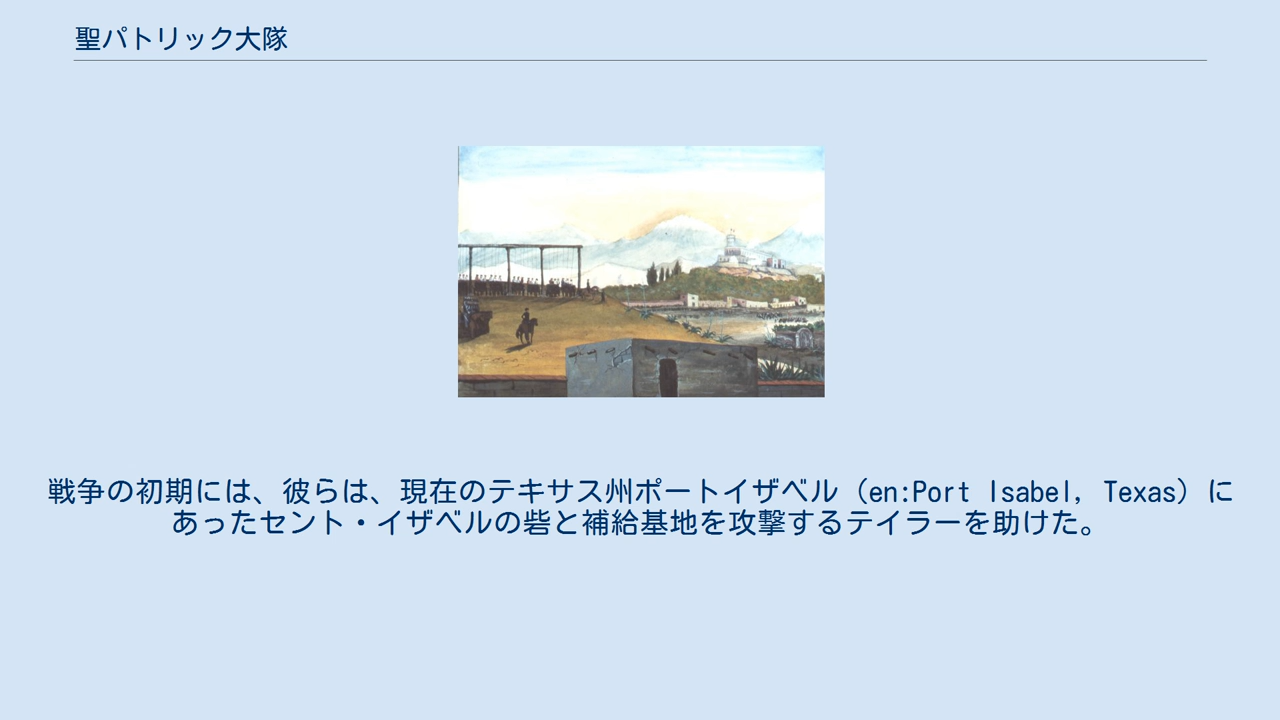 聖パトリック大隊
戦争の初期には、彼らは、現在のテキサス州ポートイザベル（en:Port Isabel, Texas）に
あったセント・イザベルの砦と補給基地を攻撃するテイラーを助けた。